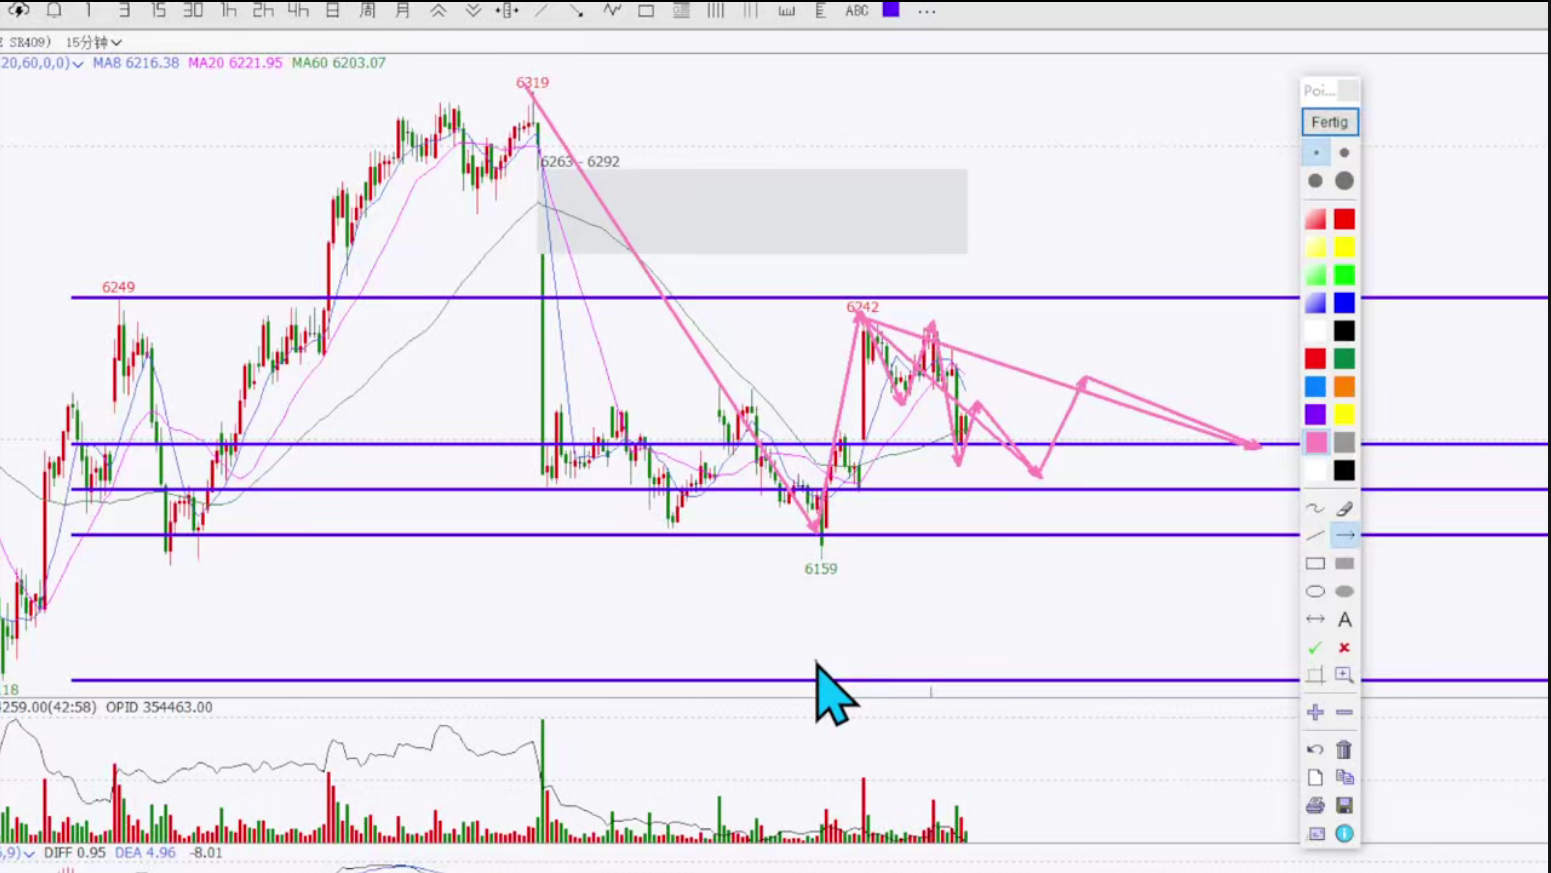 1 3 15 30 1h 2h 4h 日 周 月 ABC ...
SR409) 15分钟
20,60,0,0) MA8 6216.38 MA20 6221.95 MA60 6203.07
6319
Poi...
Fertig
6263 - 6292
6249
6242
6159
A
18
4259.00(42:58) OPID 354463.00
,9) DIFF 0.95 DEA 4.96 -8.01